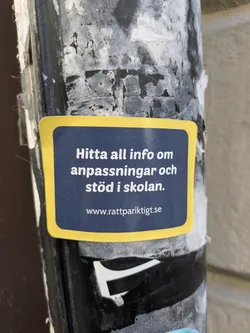 Hitta all info om
anpassningar och
stöd i skolan.
www.rattpariktigt.se